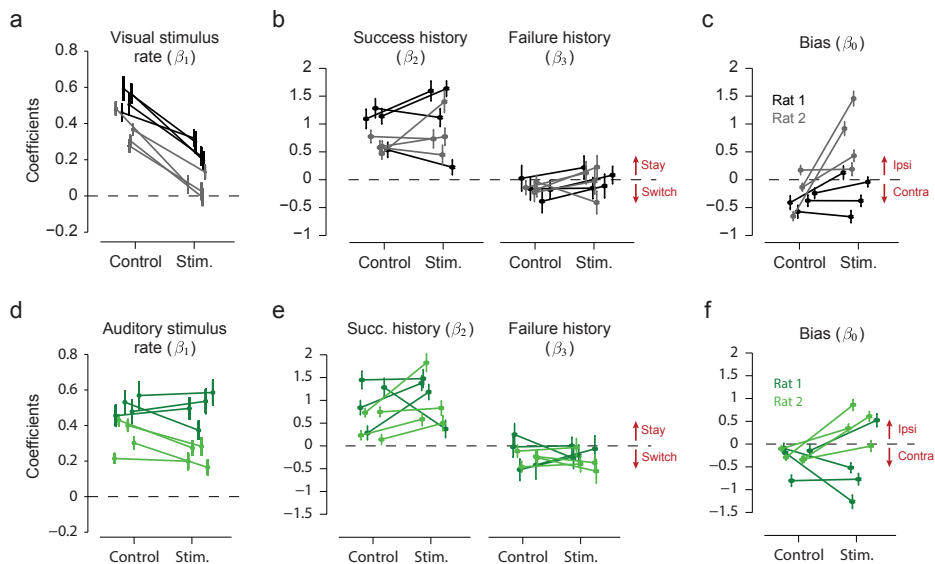 a
Visual stimulus
rate (β1)
Coefficients
0.8
0.6
0.4
0.2
0
−0.2
Control
Stim.
b
Success history
(β2)
Failure history
(β3)
2
1.5
1
0.5
0
−0.5
−1
Stay
Switch
Control
Stim.
Control
Stim.
c
Bias (β0)
2
1.5
1
0.5
0
−0.5
−1
Rat 1
Rat 2
Ipsi
Contra
Control
Stim.
d
Auditory stimulus
rate (β1)
Coefficients
0.8
0.6
0.4
0.2
0
−0.2
Control
Stim.
e
Succ. history (β2)
Failure history
(β3)
2
1.5
1
0.5
0
−0.5
−1
−1.5
Stay
Switch
Control
Stim.
Control
Stim.
f
Bias (β0)
2
1.5
1
0.5
0
−0.5
−1
−1.5
Rat 1
Rat 2
Ipsi
Contra
Control
Stim.